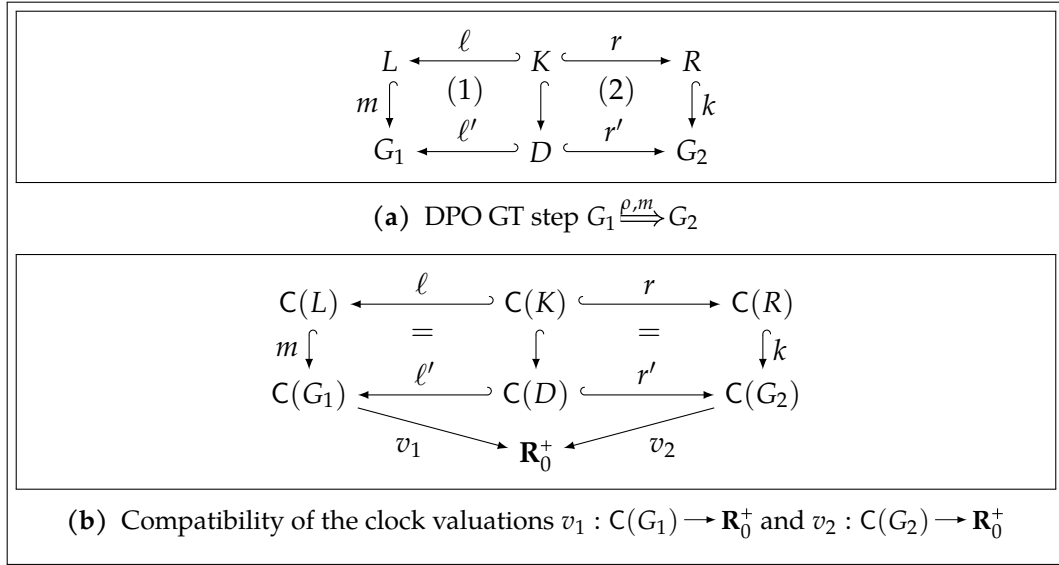 ℓ r
L K R
m (1) (2) k
ℓ′ r′
G₁ D G₂
(a) DPO GT step G₁ ⟹^{ρ,m} G₂
ℓ r
C(L) C(K) C(R)
m = = k
ℓ′ r′
C(G₁) C(D) C(G₂)
v₁ R₀⁺ v₂
(b) Compatibility of the clock valuations v₁ : C(G₁) ⟶ R₀⁺ and v₂ : C(G₂) ⟶ R₀⁺